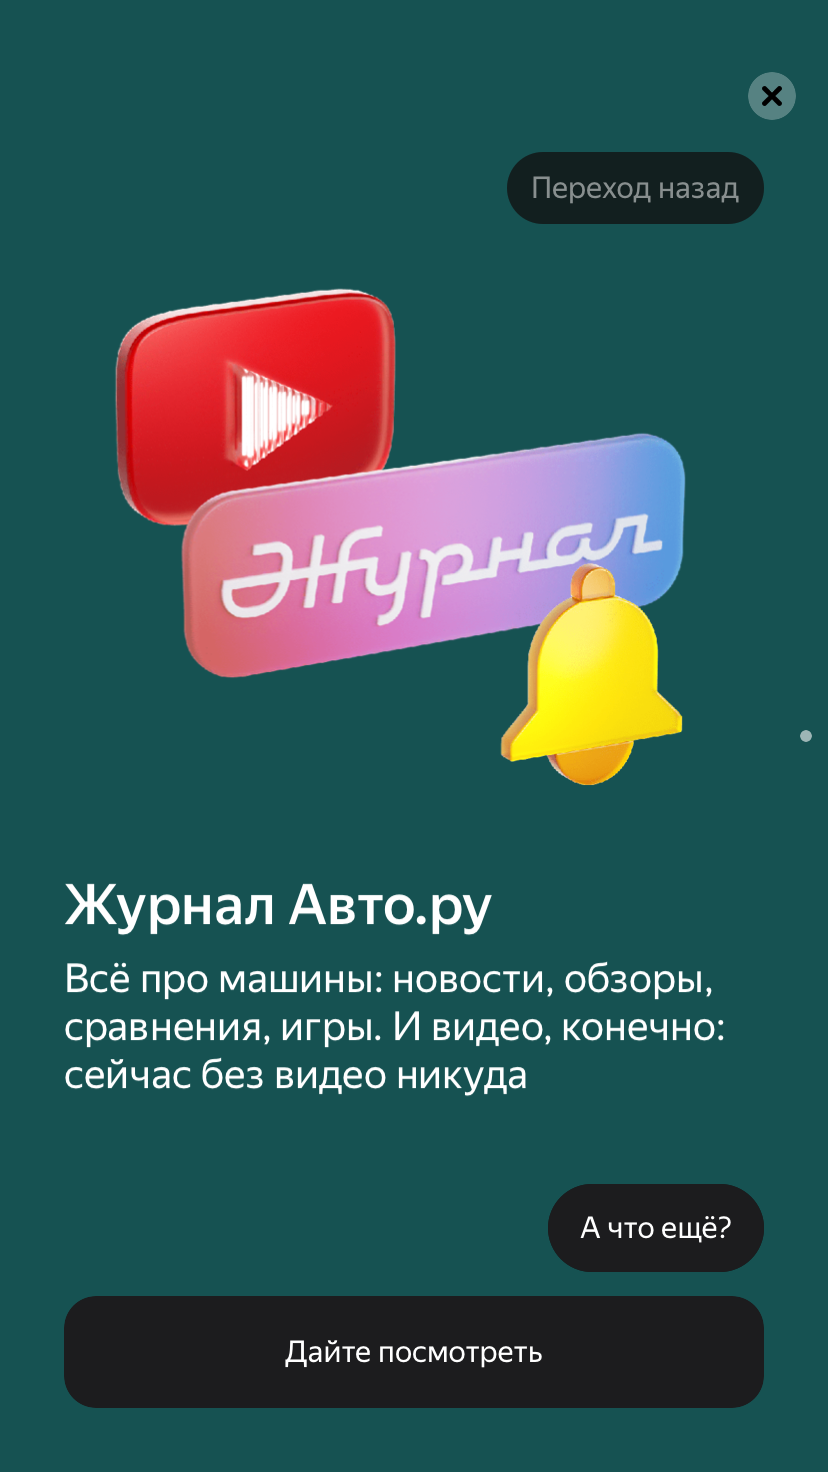 Переход назад
Журнал
Журнал Авто.ру
Всё про машины: новости, обзоры,
сравнения, игры. И видео, конечно:
сейчас без видео никуда
А что ещё?
Дайте посмотреть